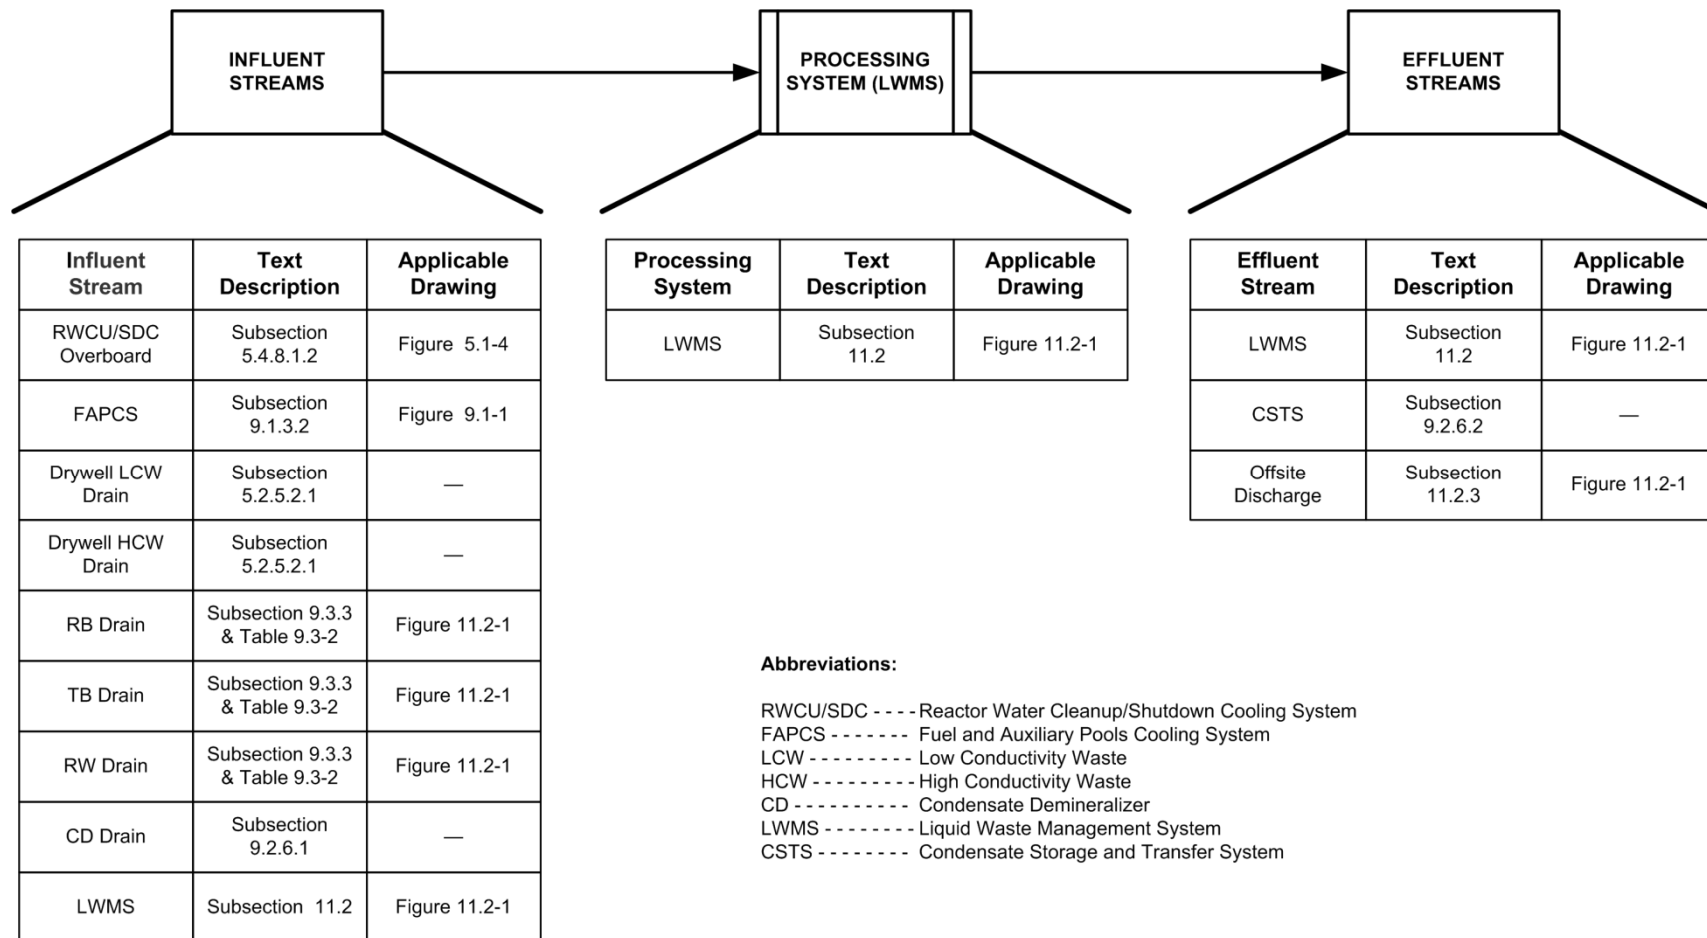 INFLUENT
STREAMS
PROCESSING
SYSTEM (LWMS)
EFFLUENT
STREAMS
Influent
Stream
Text
Description
Applicable
Drawing
RWCU/SDC
Overboard
Subsection
5.4.8.1.2
Figure 5.1-4
FAPCS
Subsection
9.1.3.2
Figure 9.1-1
Drywell LCW
Drain
Subsection
5.2.5.2.1
—
Drywell HCW
Drain
Subsection
5.2.5.2.1
—
RB Drain
Subsection 9.3.3
& Table 9.3-2
Figure 11.2-1
TB Drain
Subsection 9.3.3
& Table 9.3-2
Figure 11.2-1
RW Drain
Subsection 9.3.3
& Table 9.3-2
Figure 11.2-1
CD Drain
Subsection
9.2.6.1
—
LWMS
Subsection 11.2
Figure 11.2-1
Processing
System
Text
Description
Applicable
Drawing
LWMS
Subsection
11.2
Figure 11.2-1
Effluent
Stream
Text
Description
Applicable
Drawing
LWMS
Subsection
11.2
Figure 11.2-1
CSTS
Subsection
9.2.6.2
—
Offsite
Discharge
Subsection
11.2.3
Figure 11.2-1
Abbreviations:
RWCU/SDC - - - - Reactor Water Cleanup/Shutdown Cooling System
FAPCS - - - - - - - Fuel and Auxiliary Pools Cooling System
LCW - - - - - - - - - Low Conductivity Waste
HCW - - - - - - - - - High Conductivity Waste
CD - - - - - - - - - - Condensate Demineralizer
LWMS - - - - - - - - Liquid Waste Management System
CSTS - - - - - - - - Condensate Storage and Transfer System